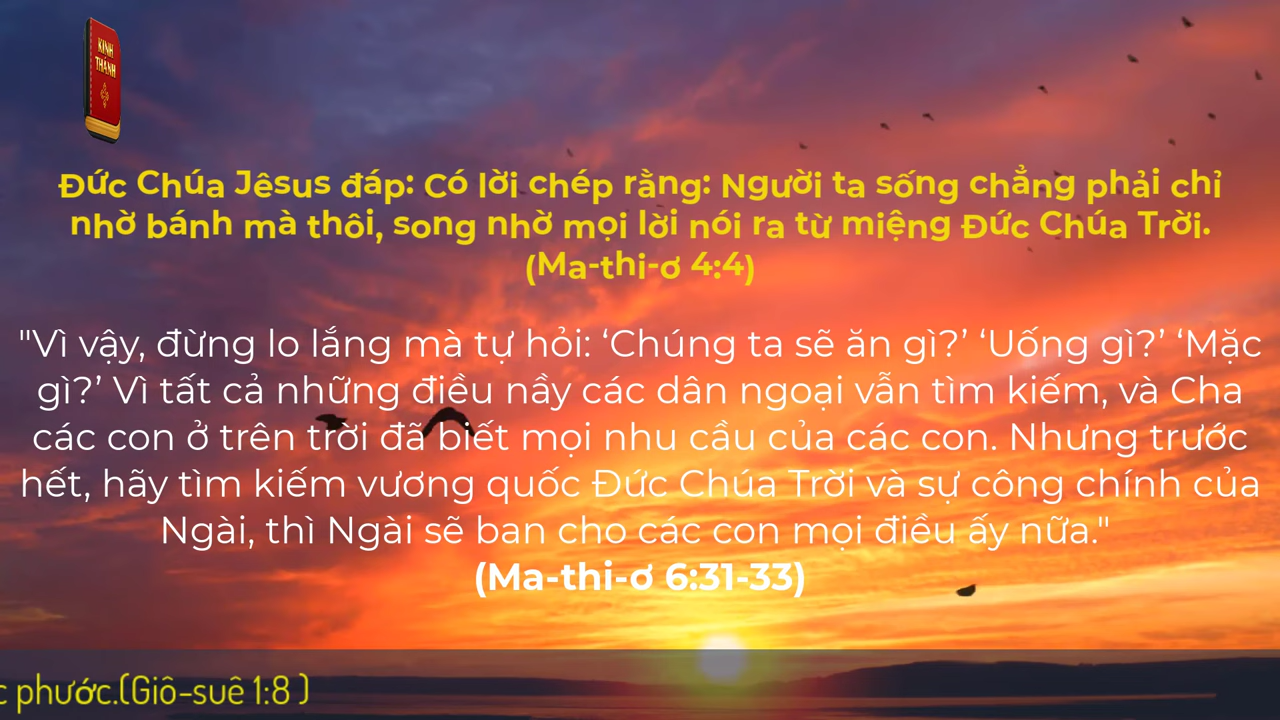 KINH
THÁNH
Đức Chúa Jêsus đáp: Có lời chép rằng: Người ta sống chẳng phải chỉ
nhờ bánh mà thôi, song nhờ mọi lời nói ra từ miệng Đức Chúa Trời.
(Ma-thi-ơ 4:4)
"Vì vậy, đừng lo lắng mà tự hỏi: ‘Chúng ta sẽ ăn gì?’ ‘Uống gì?’ ‘Mặc
gì?’ Vì tất cả những điều nầy các dân ngoại vẫn tìm kiếm, và Cha
các con ở trên trời đã biết mọi nhu cầu của các con. Nhưng trước
hết, hãy tìm kiếm vương quốc Đức Chúa Trời và sự công chính của
Ngài, thì Ngài sẽ ban cho các con mọi điều ấy nữa."
(Ma-thi-ơ 6:31-33)
c phước.(Giô-suê 1:8 )